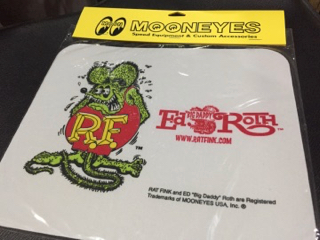 MOONEYES
Speed Equipment & Custom Accessories
R.F.
BIG DADDY
Ed Roth™
WWW.RATFINK.COM
RAT FINK and ED "Big Daddy" Roth are Registered
Trademarks of MOONEYES USA, Inc. ®